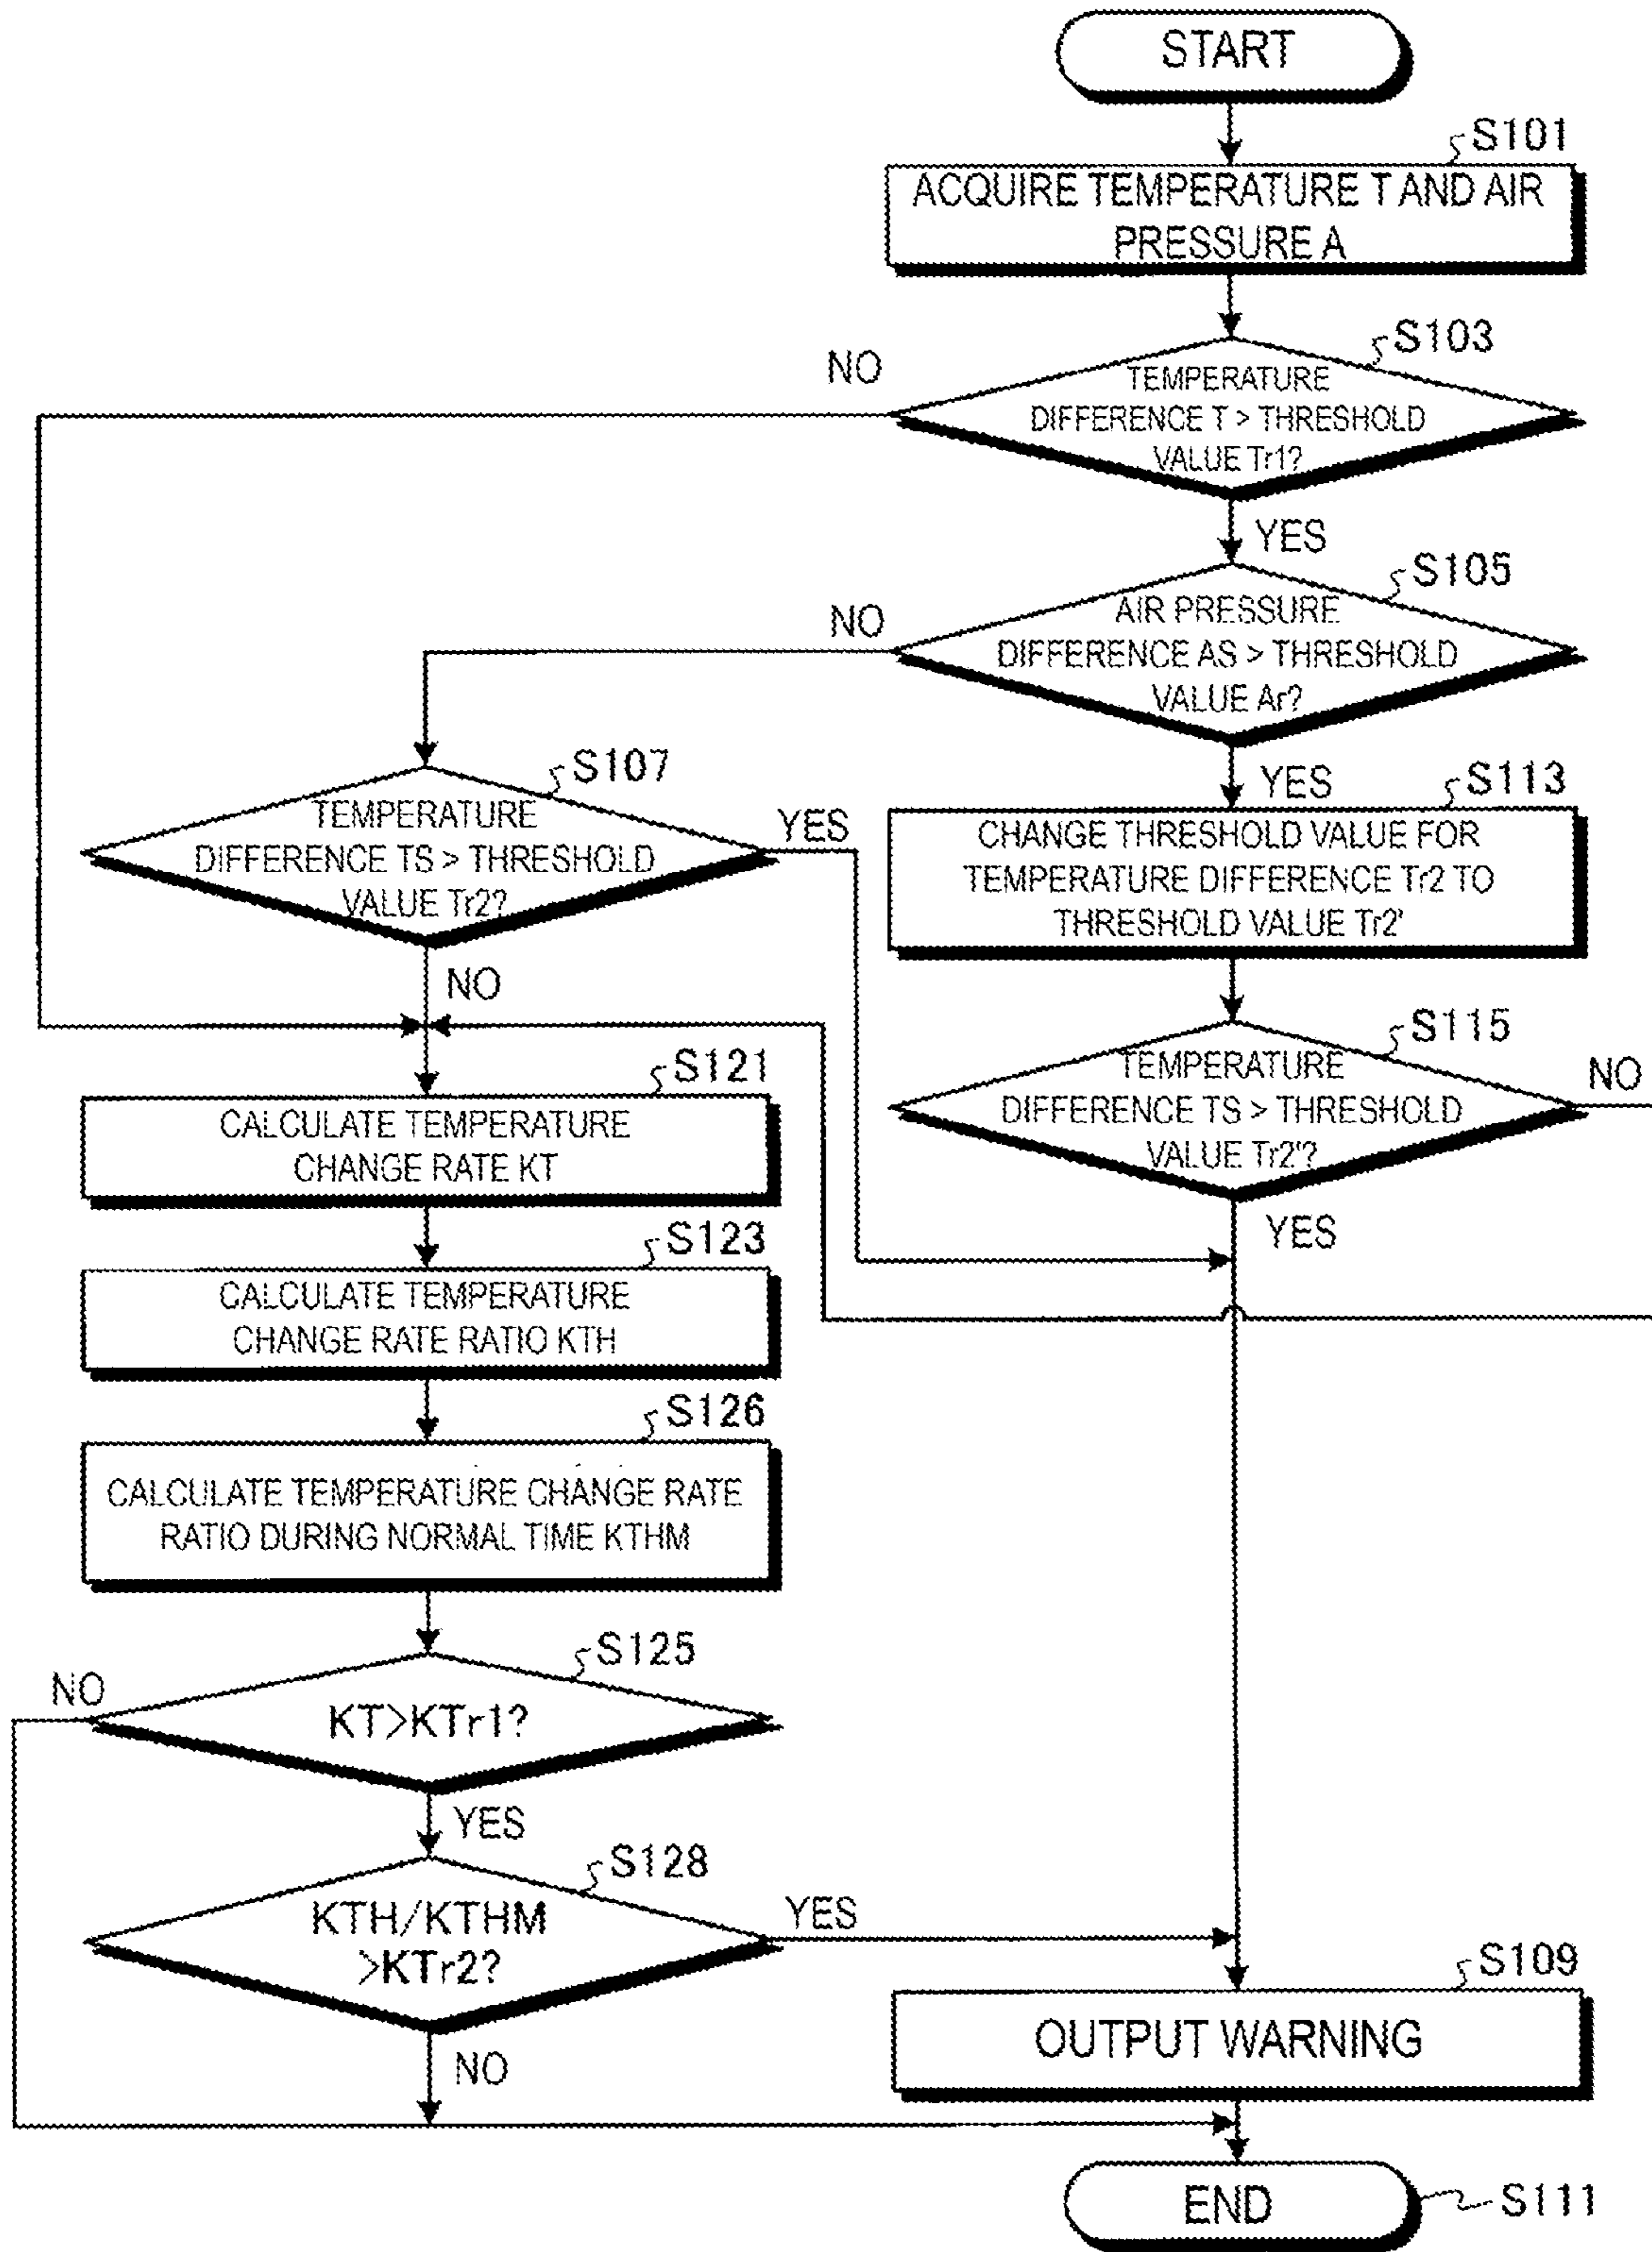 START
S101
ACQUIRE TEMPERATURE T AND AIR
PRESSURE A
S103
NO
TEMPERATURE
DIFFERENCE T > THRESHOLD
VALUE Tr1?
YES
S105
NO
AIR PRESSURE
DIFFERENCE AS > THRESHOLD
VALUE Ar?
YES
S107
TEMPERATURE
DIFFERENCE TS > THRESHOLD
VALUE Tr2?
YES
NO
S113
CHANGE THRESHOLD VALUE FOR
TEMPERATURE DIFFERENCE Tr2 TO
THRESHOLD VALUE Tr2'
S115
TEMPERATURE
DIFFERENCE TS > THRESHOLD
VALUE Tr2'?
NO
YES
S121
CALCULATE TEMPERATURE
CHANGE RATE KT
S123
CALCULATE TEMPERATURE
CHANGE RATE RATIO KTH
S126
CALCULATE TEMPERATURE CHANGE RATE
RATIO DURING NORMAL TIME KTHM
S125
NO
KT>KTr1?
YES
S128
KTH/KTHM
>KTr2?
YES
NO
S109
OUTPUT WARNING
END
S111